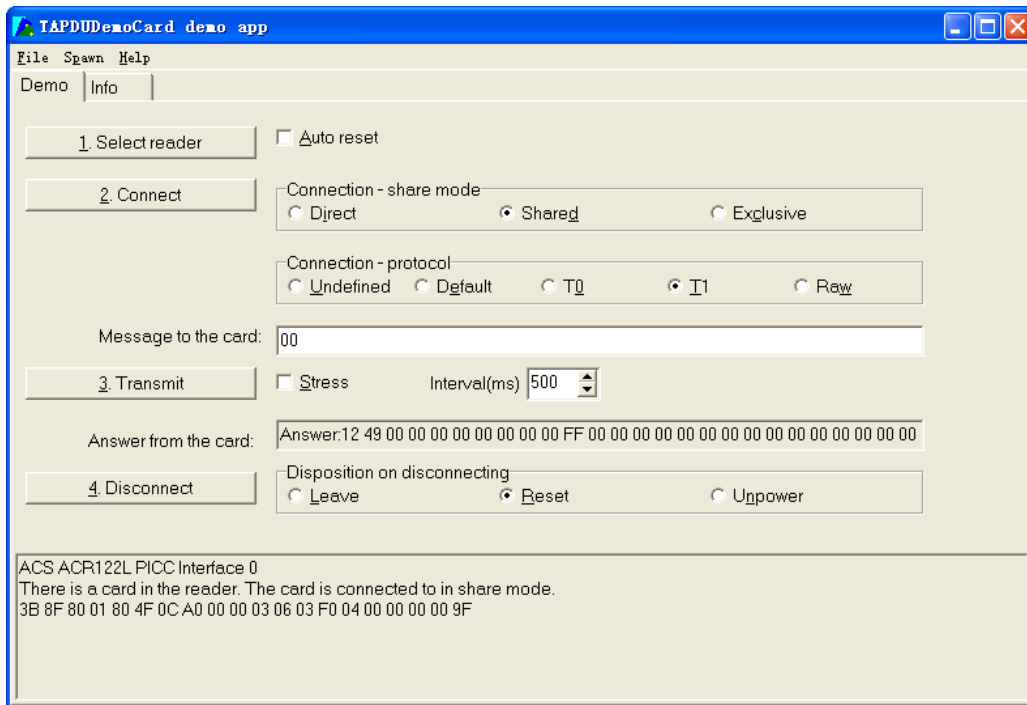 TAPDUDemoCard demo app
File Spawn Help
Demo Info
1. Select reader Auto reset
2. Connect Connection - share mode
Direct Shared Exclusive
Connection - protocol
Undefined Default T0 T1 Raw
Message to the card: 00
3. Transmit Stress Interval(ms) 500
Answer from the card: Answer:12 49 00 00 00 00 00 00 00 00 FF 00 00 00 00 00 00 00 00 00 00 00 00 00 00
4. Disconnect Disposition on disconnecting
Leave Reset Unpower
ACS ACR122L PICC Interface 0
There is a card in the reader. The card is connected to in share mode.
3B 8F 80 01 80 4F 0C A0 00 00 03 06 03 F0 04 00 00 00 00 9F